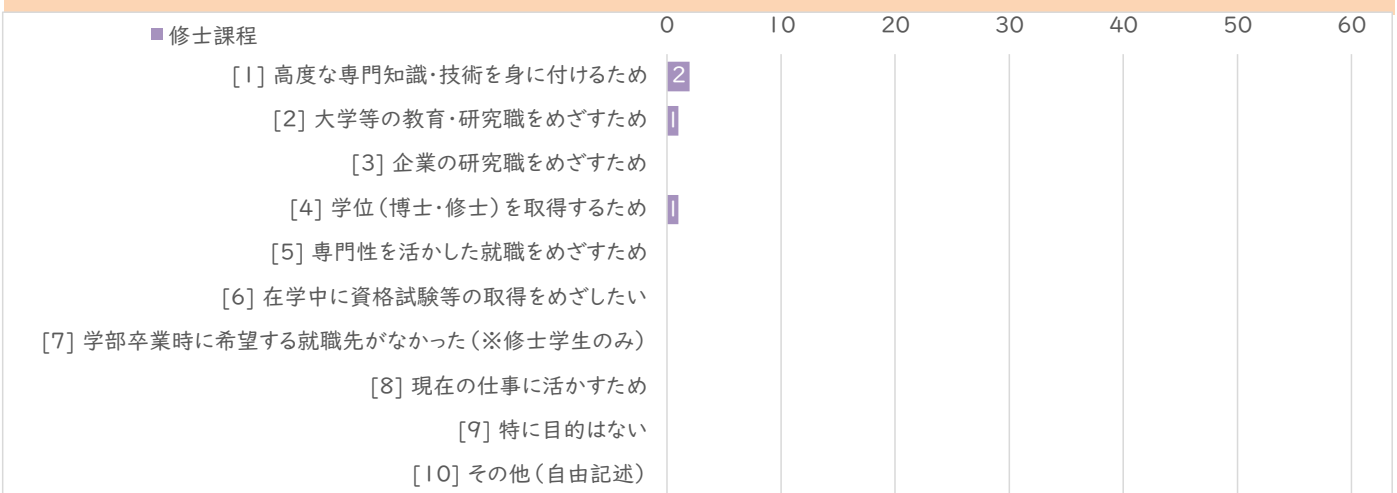 ■修士課程
0 10 20 30 40 50 60
[1] 高度な専門知識・技術を身に付けるため 2
[2] 大学等の教育・研究職をめざすため 1
[3] 企業の研究職をめざすため
[4] 学位(博士・修士)を取得するため 1
[5] 専門性を活かした就職をめざすため
[6] 在学中に資格試験等の取得をめざしたい
[7] 学部卒業時に希望する就職先がなかった(※修士学生のみ)
[8] 現在の仕事に活かすため
[9] 特に目的はない
[10] その他(自由記述)